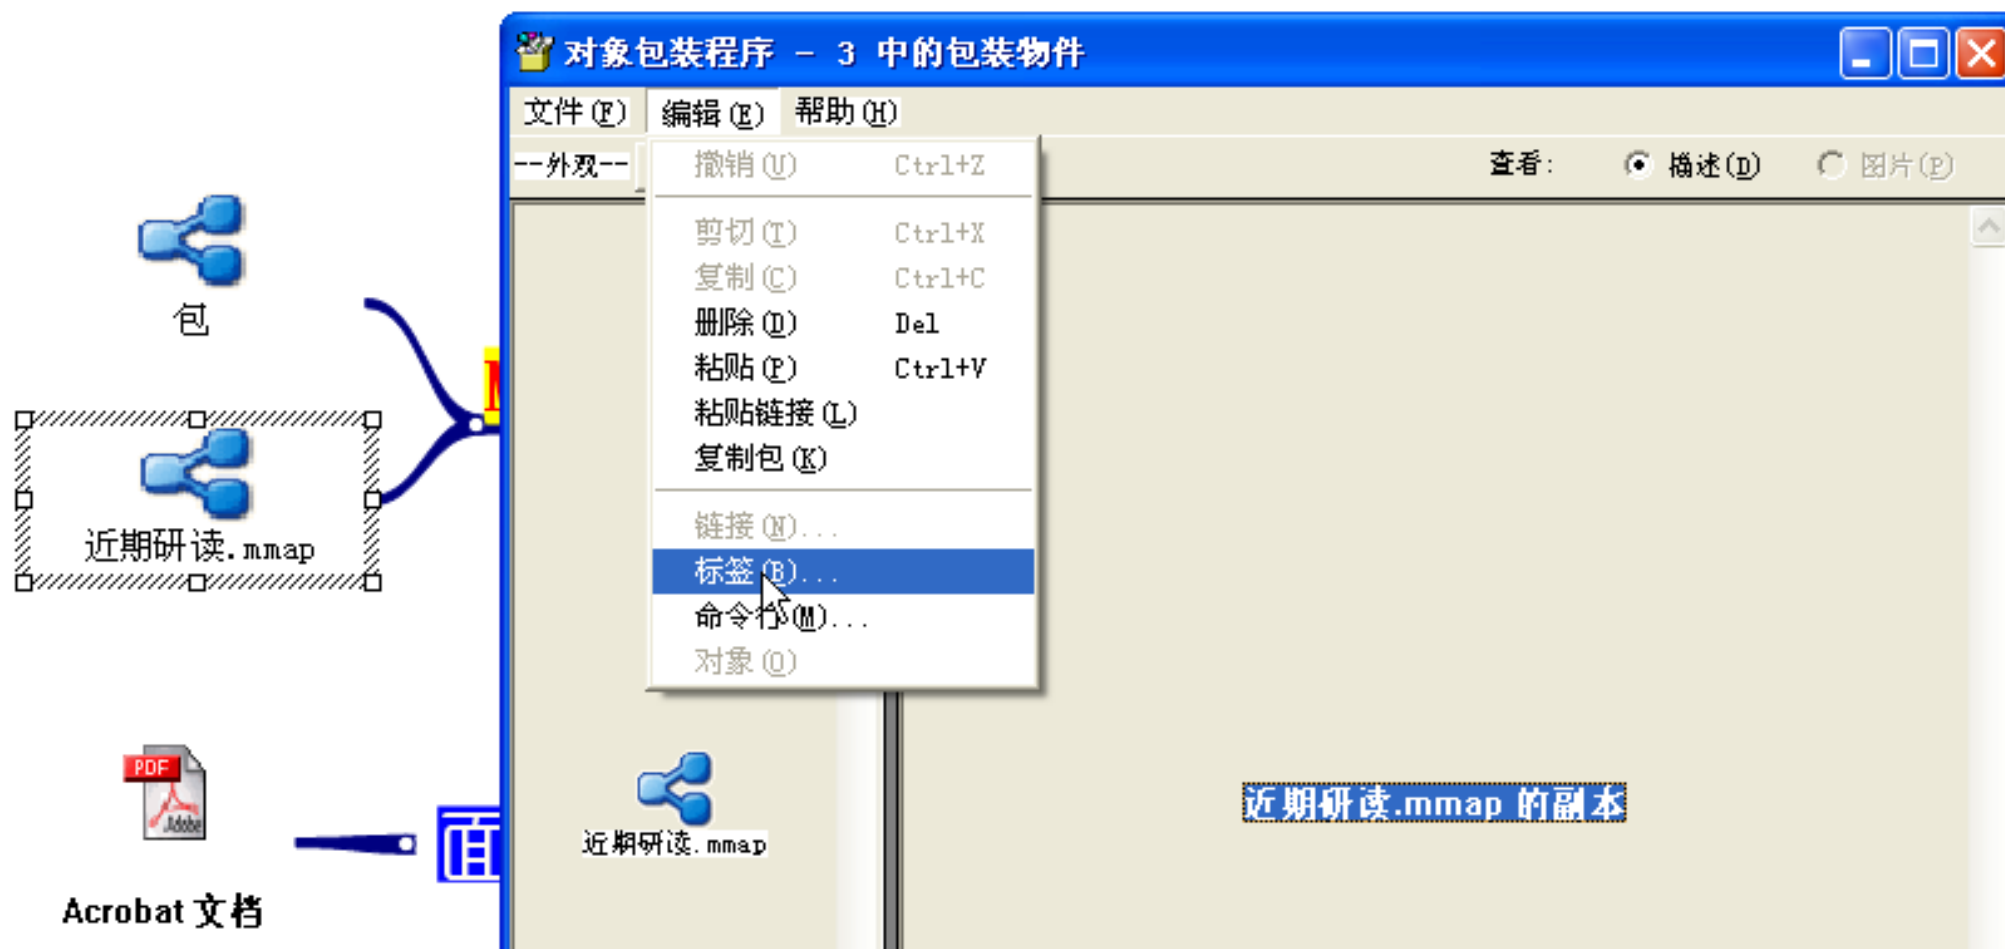 对象包装程序 - 3 中的包装物件
文件(F) 编辑(E) 帮助(H)
--外观--
查看: 描述(D) 图片(P)
撤销(U) Ctrl+Z
剪切(T) Ctrl+X
复制(C) Ctrl+C
删除(D) Del
粘贴(P) Ctrl+V
粘贴链接(L)
复制包(K)
链接(N)...
标签(B)...
命令行(M)...
对象(O)
包
近期研读.mmap
近期研读.mmap
近期研读.mmap 的副本
PDF
Adobe
Acrobat 文档
面